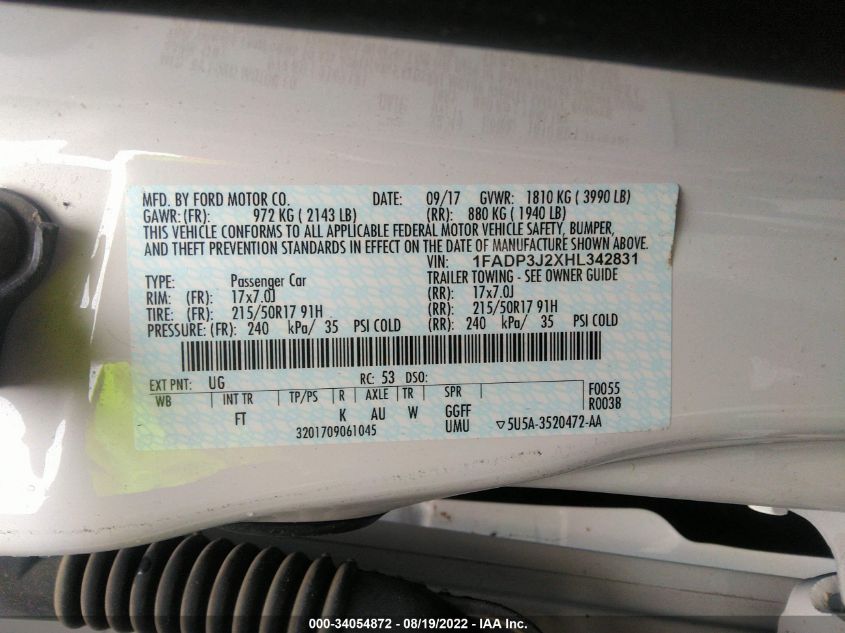 MFD. BY FORD MOTOR CO. DATE: 09/17 GVWR: 1810 KG ( 3990 LB)
GAWR: (FR): 972 KG ( 2143 LB) (RR): 880 KG ( 1940 LB)
THIS VEHICLE CONFORMS TO ALL APPLICABLE FEDERAL MOTOR VEHICLE SAFETY, BUMPER,
AND THEFT PREVENTION STANDARDS IN EFFECT ON THE DATE OF MANUFACTURE SHOWN ABOVE.
VIN: 1FADP3J2XHL342831
TYPE: Passenger Car TRAILER TOWING - SEE OWNER GUIDE
RIM: (FR): 17x7.0J (RR): 17x7.0J
TIRE: (FR): 215/50R17 91H (RR): 215/50R17 91H
PRESSURE: (FR): 240 kPa/ 35 PSI COLD (RR): 240 kPa/ 35 PSI COLD
EXT PNT: UG RC: 53 DSO:
WB INT TR TP/PS R AXLE TR SPR F0055
FT K AU W GGFF R0038
3201709061045 UMU ▽5U5A-3520472-AA
000-34054872 - 08/19/2022 - IAA Inc.